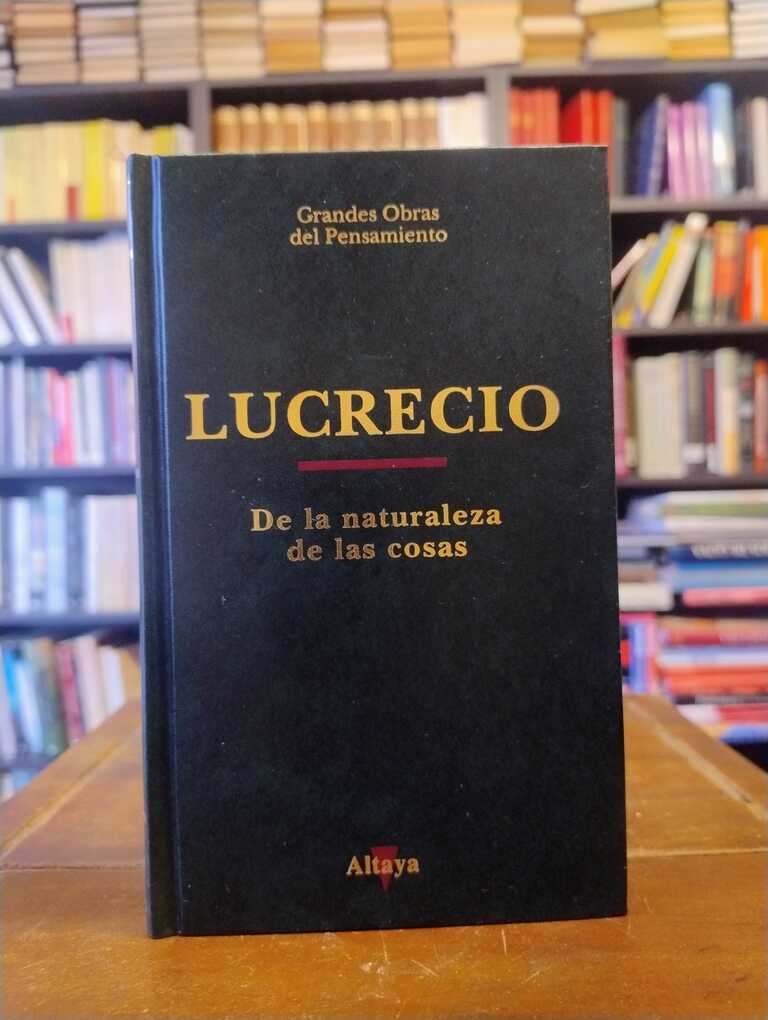 Grandes Obras
del Pensamiento
LUCRECIO
De la naturaleza
de las cosas
Altaya